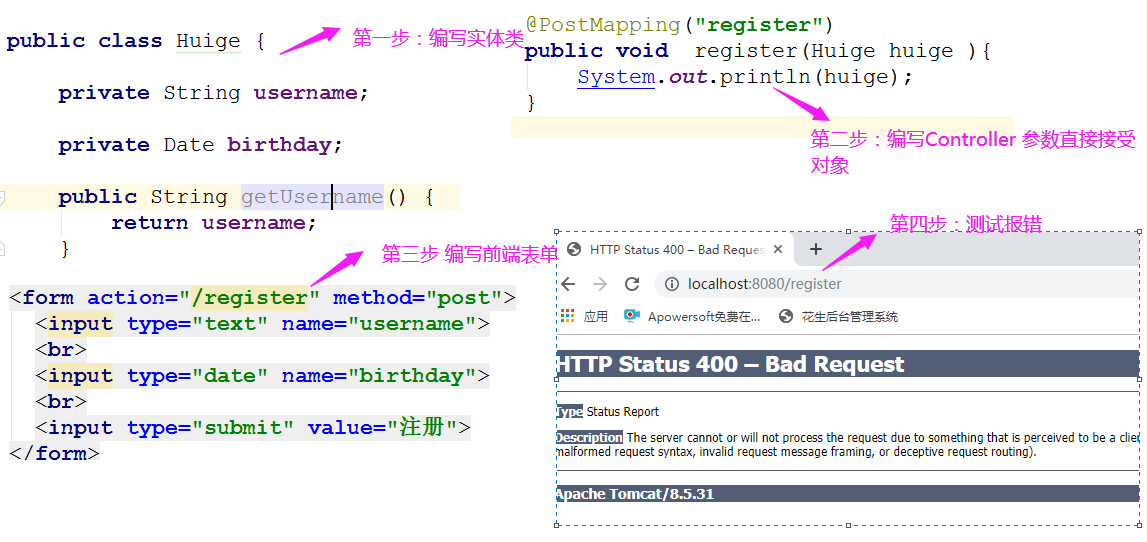 public class Huige {
第一步：编写实体类
private String username;
private Date birthday;
public String getUsername() {
return username;
}
@PostMapping("register")
public void  register(Huige huige ){
System.out.println(huige);
}
第二步：编写Controller 参数直接接受
对象
第三步 编写前端表单
<form action="/register" method="post">
<input type="text" name="username">
<br>
<input type="date" name="birthday">
<br>
<input type="submit" value="注册">
</form>
第四步：测试报错
HTTP Status 400 – Bad Reques
localhost:8080/register
应用
Apowersoft免费在...
花生后台管理系统
HTTP Status 400 – Bad Request
Type Status Report
Description The server cannot or will not process the request due to something that is perceived to be a clie
malformed request syntax, invalid request message framing, or deceptive request routing).
Apache Tomcat/8.5.31